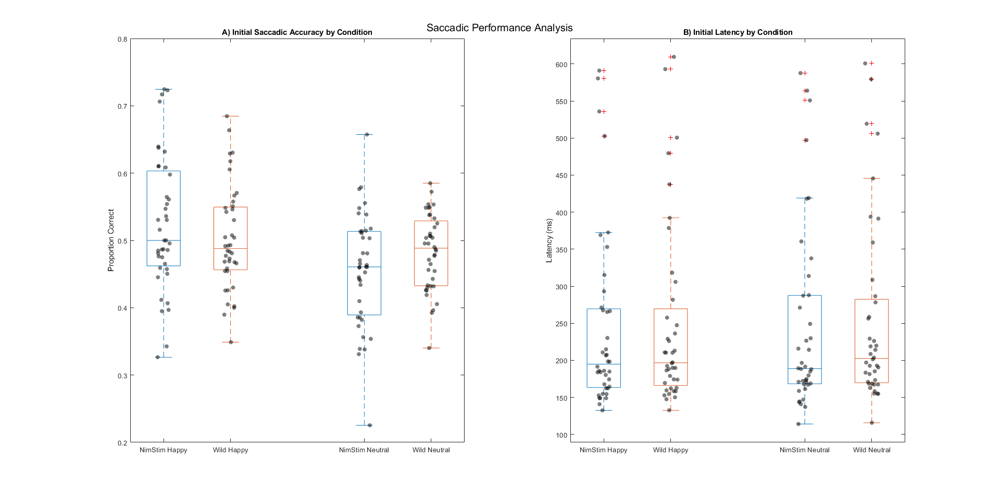 Saccadic Performance Analysis
A) Initial Saccadic Accuracy by Condition
0.8
0.7
0.6
0.5
0.4
0.3
0.2
Proportion Correct
NimStim Happy
Wild Happy
NimStim Neutral
Wild Neutral
B) Initial Latency by Condition
600
550
500
450
400
350
300
250
200
150
100
Latency (ms)
NimStim Happy
Wild Happy
NimStim Neutral
Wild Neutral